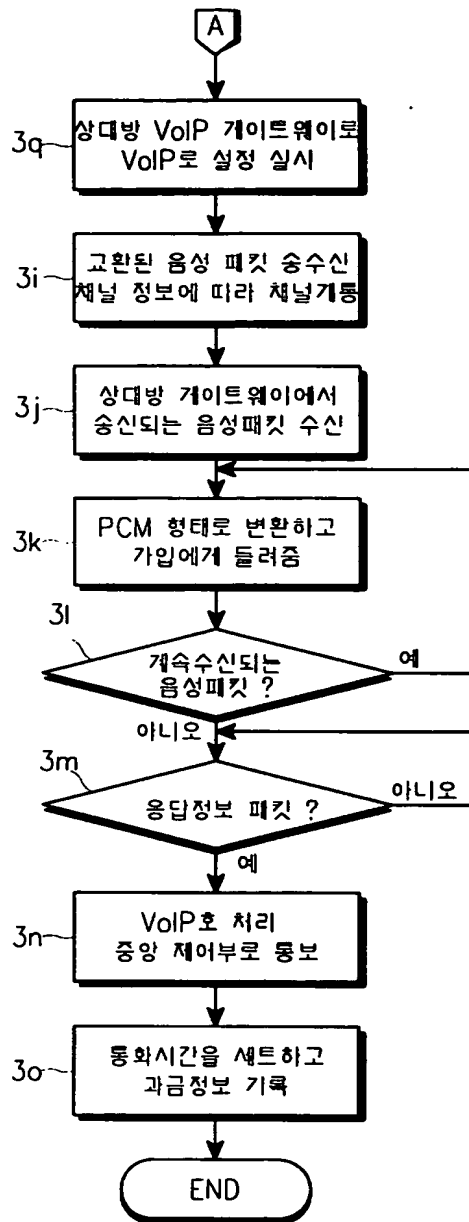 A
3q
상대방 VoIP 게이트웨이로
VoIP로 설정 실시
3i
교환된 음성 패킷 송수신
채널 정보에 따라 채널개통
3j
상대방 게이트웨이에서
송신되는 음성패킷 수신
3k
PCM 형태로 변환하고
가입에게 들려줌
3l
계속수신되는
음성패킷 ?
예
아니오
3m
응답정보 패킷 ?
아니오
예
3n
VoIP호 처리
중앙 제어부로 통보
3o
통화시간을 세트하고
과금정보 기록
END